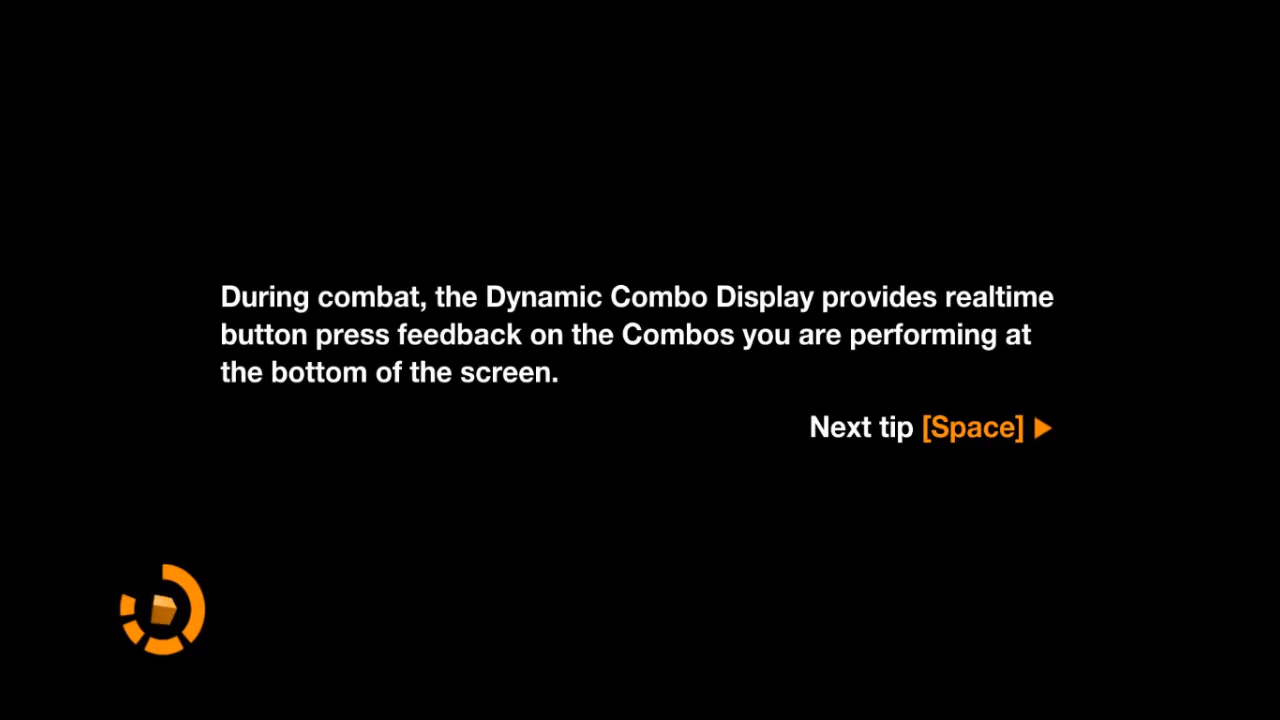 During combat, the Dynamic Combo Display provides realtime
button press feedback on the Combos you are performing at
the bottom of the screen.
Next tip [Space]